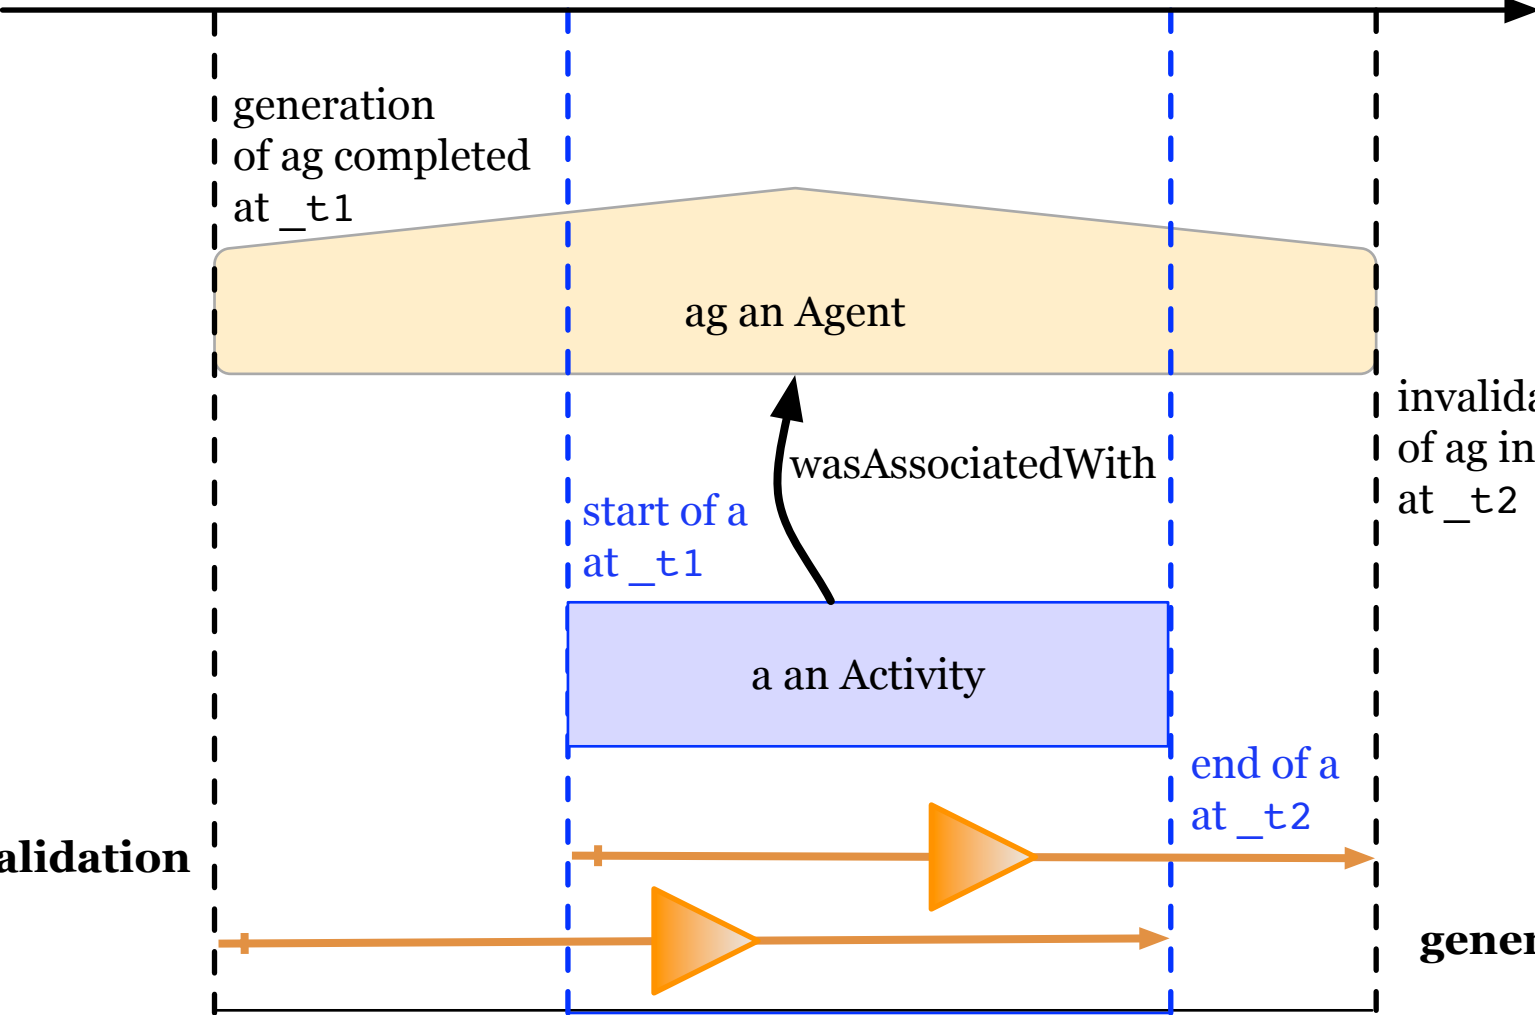 generation
of ag completed
at _t1
ag an Agent
invalida
of ag in
at _t2
wasAssociatedWith
start of a
at _t1
a an Activity
end of a
at _t2
alidation
gener